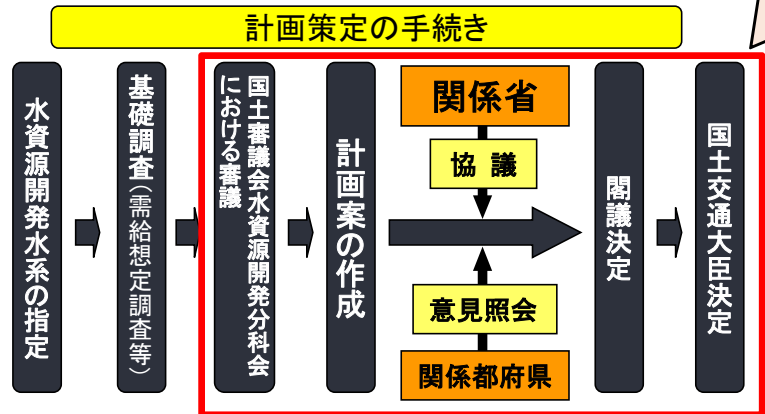 計画策定の手続き
水資源開発水系の指定
基礎調査(需給想定調査等)
国土審議会水資源開発分科会
における審議
計画案の作成
関係省
協 議
意見照会
関係都府県
閣議決定
国土交通大臣決定